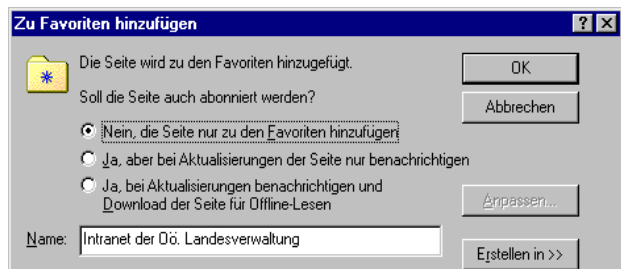 Zu Favoriten hinzufügen
Die Seite wird zu den Favoriten hinzugefügt.
OK
Soll die Seite auch abonniert werden?
Abbrechen
Nein, die Seite nur zu den Favoriten hinzufügen
Ja, aber bei Aktualisierungen der Seite nur benachrichtigen
Ja, bei Aktualisierungen benachrichtigen und
Download der Seite für Offline-Lesen
Anpassen...
Name:
Intranet der Oö. Landesverwaltung
Erstellen in >>